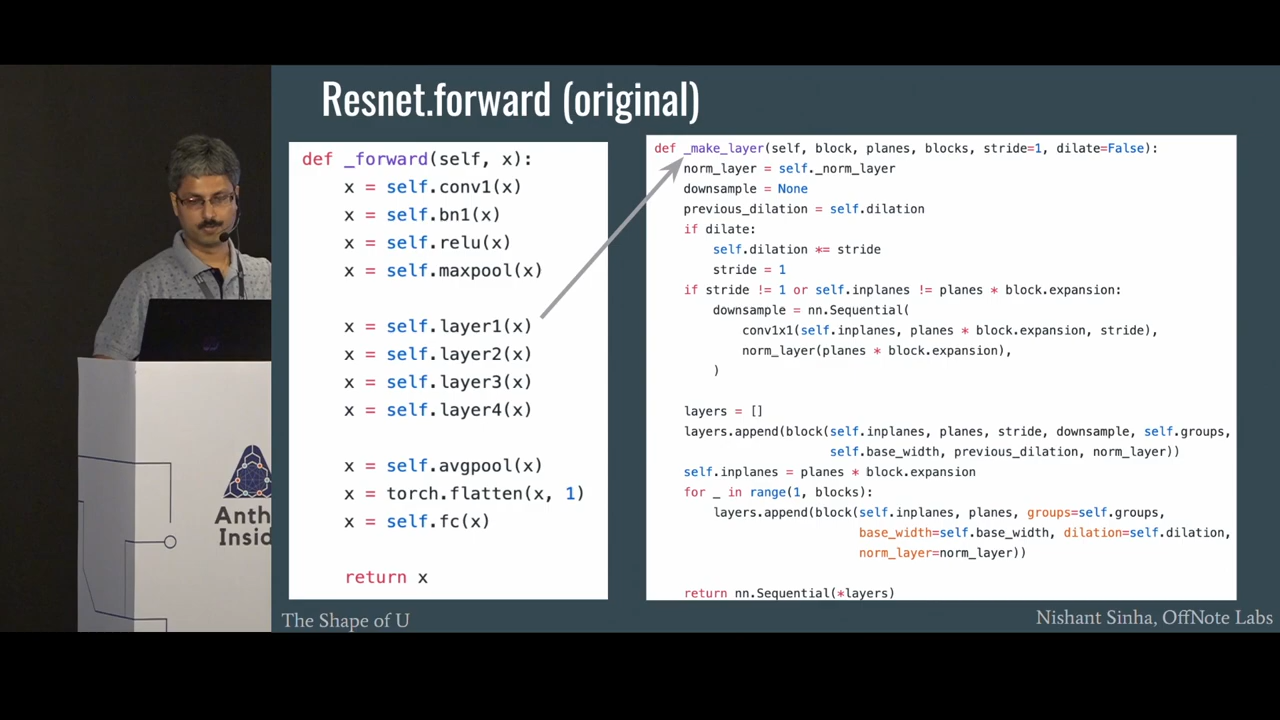 Resnet.forward (original)
def _forward(self, x):
x = self.conv1(x)
x = self.bn1(x)
x = self.relu(x)
x = self.maxpool(x)
x = self.layer1(x)
x = self.layer2(x)
x = self.layer3(x)
x = self.layer4(x)
x = self.avgpool(x)
x = torch.flatten(x, 1)
x = self.fc(x)
return x
def _make_layer(self, block, planes, blocks, stride=1, dilate=False):
norm_layer = self._norm_layer
downsample = None
previous_dilation = self.dilation
if dilate:
self.dilation *= stride
stride = 1
if stride != 1 or self.inplanes != planes * block.expansion:
downsample = nn.Sequential(
conv1x1(self.inplanes, planes * block.expansion, stride),
norm_layer(planes * block.expansion),
)
layers = []
layers.append(block(self.inplanes, planes, stride, downsample, self.groups,
self.base_width, previous_dilation, norm_layer))
self.inplanes = planes * block.expansion
for _ in range(1, blocks):
layers.append(block(self.inplanes, planes, groups=self.groups,
base_width=self.base_width, dilation=self.dilation,
norm_layer=norm_layer))
return nn.Sequential(*layers)
Anth
Insid
The Shape of U
Nishant Sinha, OffNote Labs